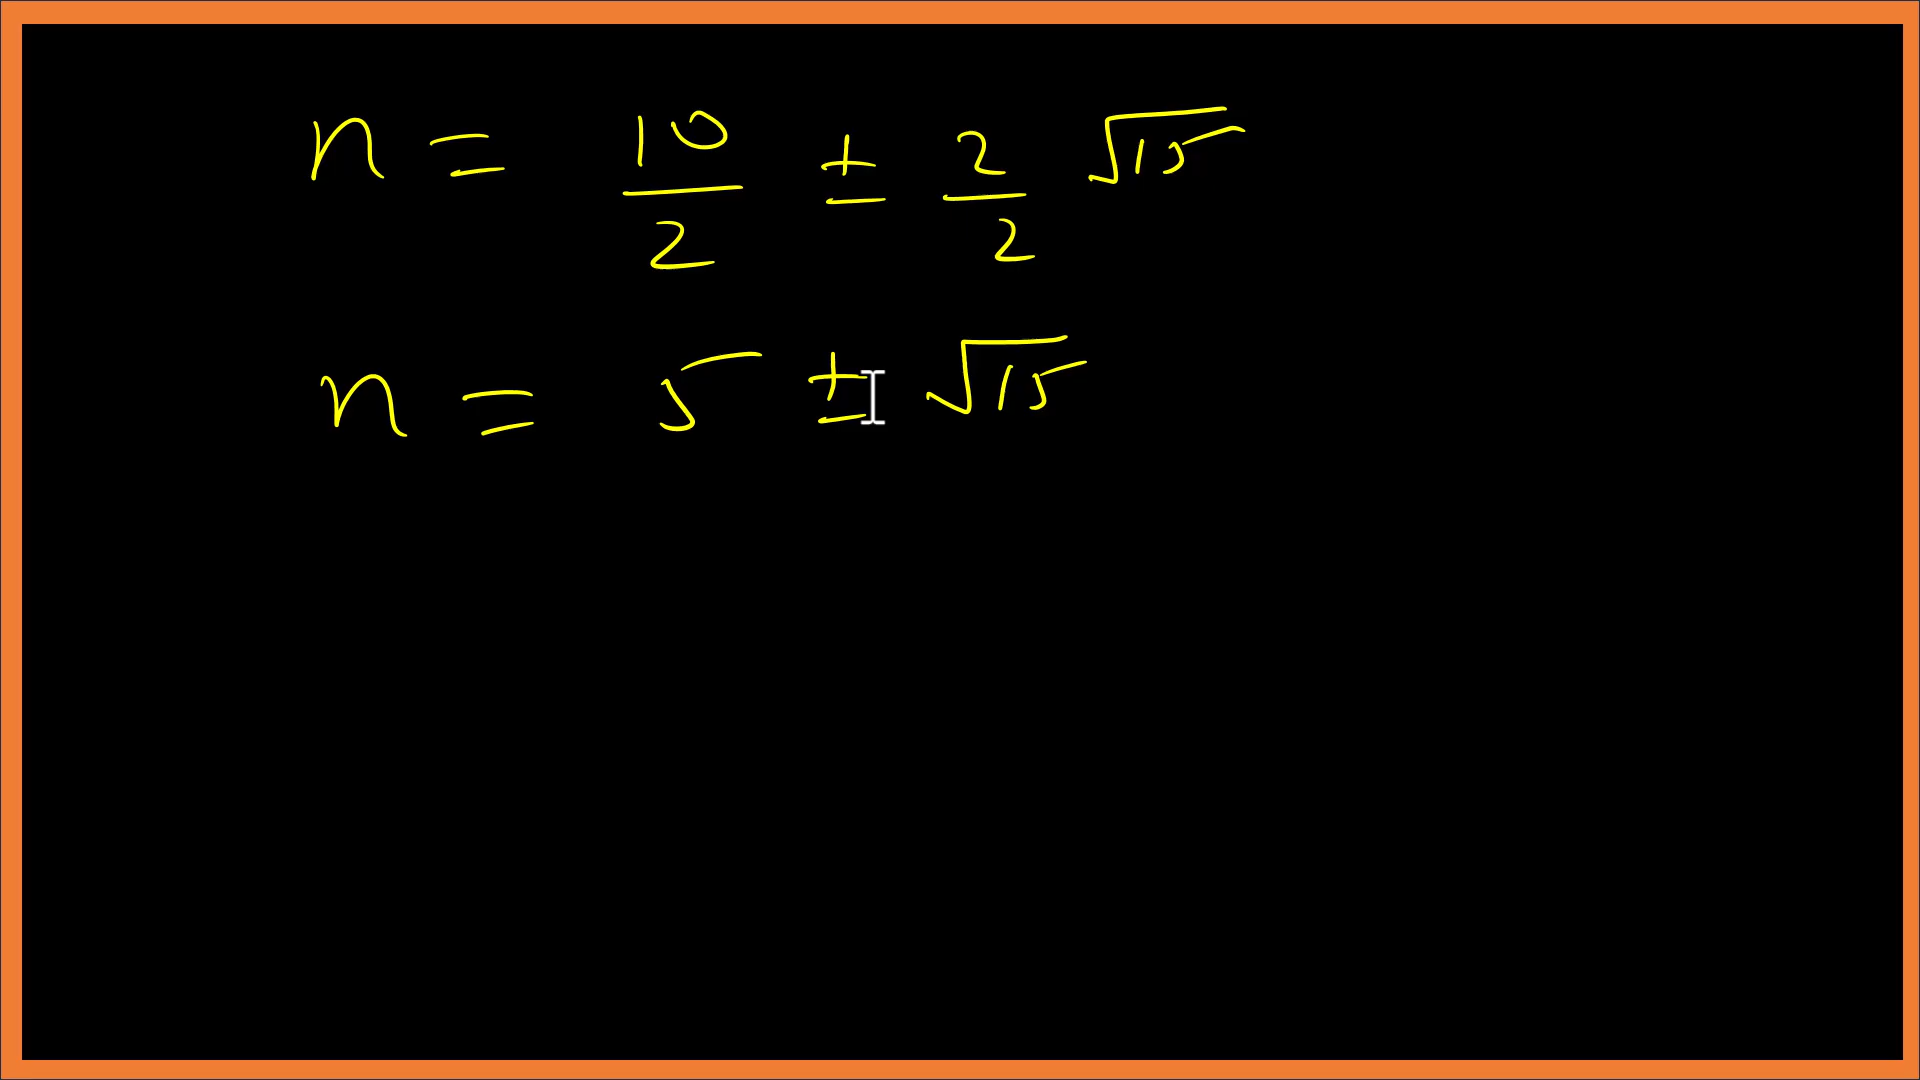 n = 10/2 ± 2/2 √15
n = 5 ± √15